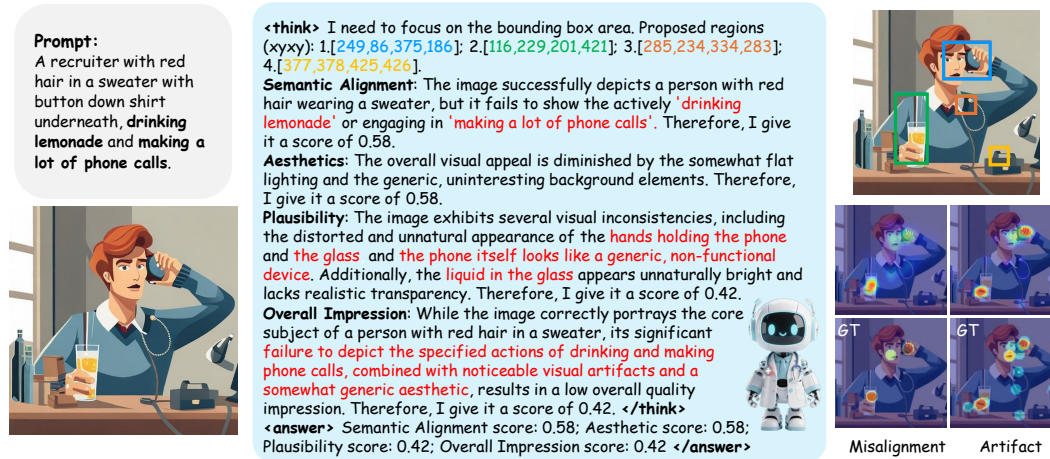 Prompt:
A recruiter with red
hair in a sweater with
button down shirt
underneath, drinking
lemonade and making a
lot of phone calls.
<think> I need to focus on the bounding box area. Proposed regions
(xyxy): 1.[249,86,375,186]; 2.[116,229,201,421]; 3.[285,234,334,283];
4.[377,378,425,426].
Semantic Alignment: The image successfully depicts a person with red
hair wearing a sweater, but it fails to show the actively 'drinking
lemonade' or engaging in 'making a lot of phone calls'. Therefore, I give
it a score of 0.58.
Aesthetics: The overall visual appeal is diminished by the somewhat flat
lighting and the generic, uninteresting background elements. Therefore,
I give it a score of 0.58.
Plausibility: The image exhibits several visual inconsistencies, including
the distorted and unnatural appearance of the hands holding the phone
and the glass and the phone itself looks like a generic, non-functional
device. Additionally, the liquid in the glass appears unnaturally bright and
lacks realistic transparency. Therefore, I give it a score of 0.42.
Overall Impression: While the image correctly portrays the core
subject of a person with red hair in a sweater, its significant
failure to depict the specified actions of drinking and making
phone calls, combined with noticeable visual artifacts and a
somewhat generic aesthetic, results in a low overall quality
impression. Therefore, I give it a score of 0.42. </think>
<answer> Semantic Alignment score: 0.58; Aesthetic score: 0.58;
Plausibility score: 0.42; Overall Impression score: 0.42 </answer>
GT
GT
Misalignment
Artifact